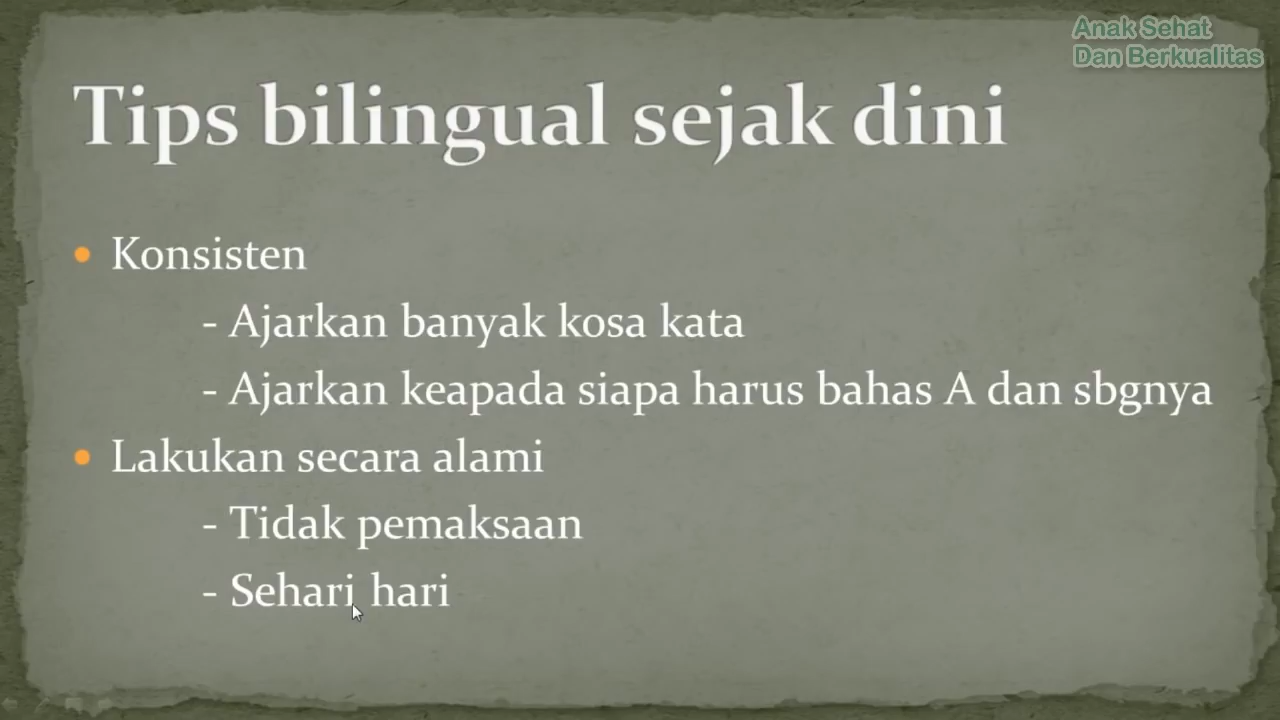 Anak Sehat
Dan Berkualitas
Tips bilingual sejak dini
• Konsisten
- Ajarkan banyak kosa kata
- Ajarkan keapada siapa harus bahas A dan sbgnya
• Lakukan secara alami
- Tidak pemaksaan
- Sehari hari